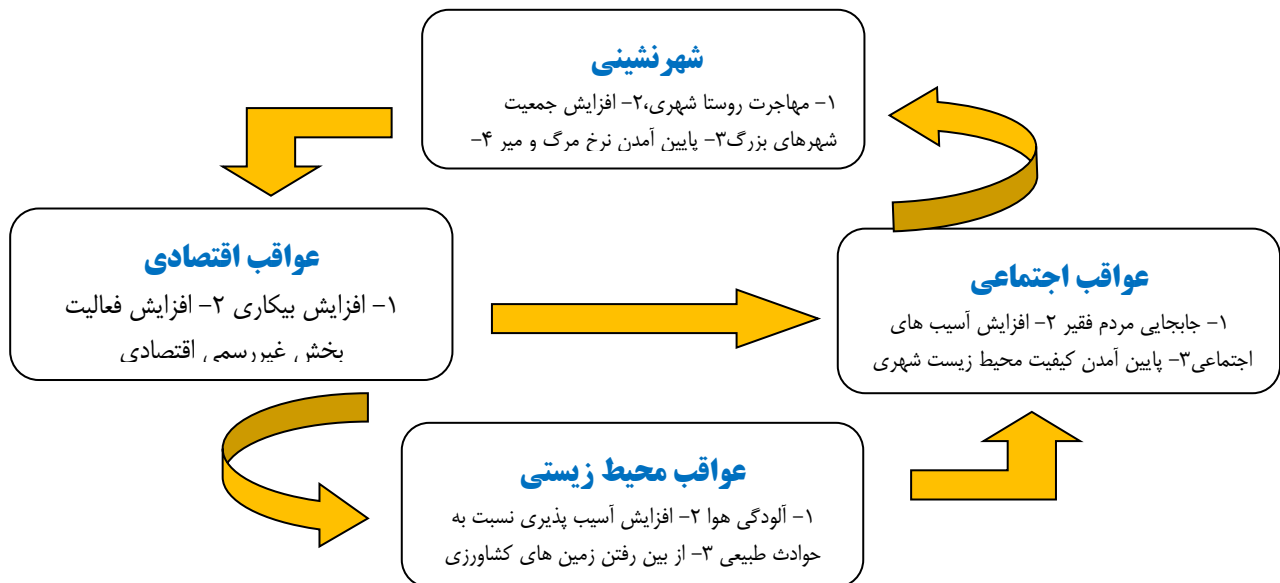 شهرنشینی
۱- مهاجرت روستا شهری،۲- افزایش جمعیت
شهرهای بزرگ۳- پایین آمدن نرخ مرگ و میر ۴-
عواقب اقتصادی
۱- افزایش بیکاری ۲- افزایش فعالیت
بخش غیررسمی اقتصادی
عواقب اجتماعی
۱- جابجایی مردم فقیر ۲- افزایش آسیب های
اجتماعی۳- پایین آمدن کیفیت محیط زیست شهری
عواقب محیط زیستی
۱- آلودگی هوا ۲- افزایش آسیب پذیری نسبت به
حوادث طبیعی ۳- از بین رفتن زمین های کشاورزی